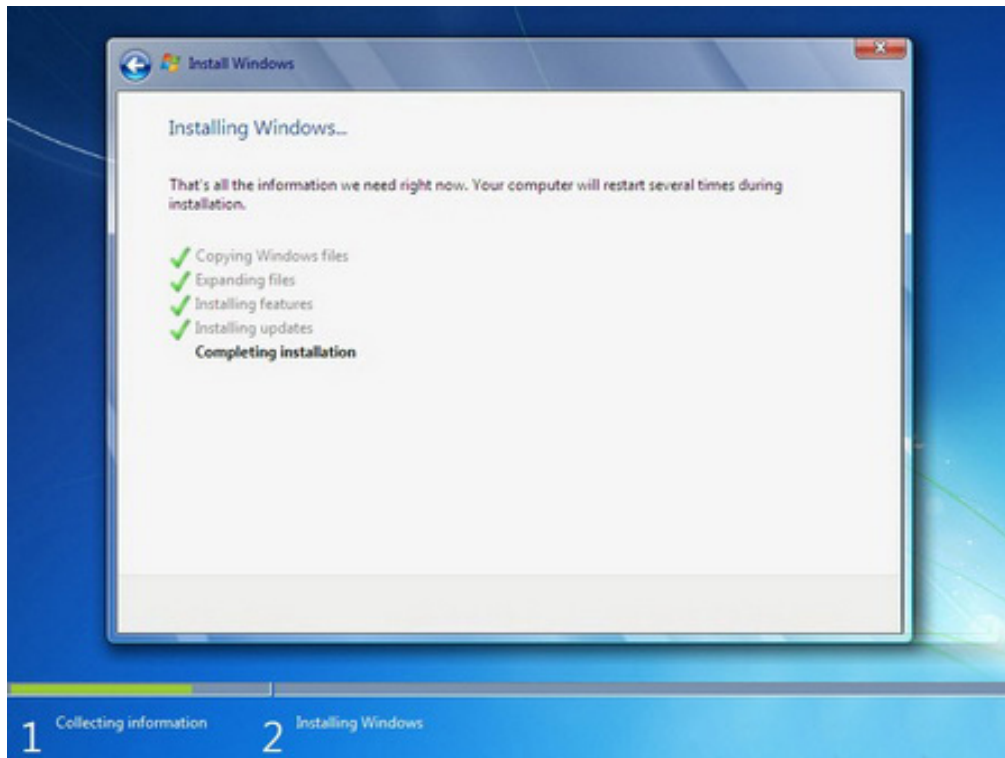 Install Windows
Installing Windows...
That's all the information we need right now. Your computer will restart several times during
installation.
Copying Windows files
Expanding files
Installing features
Installing updates
Completing installation
1 Collecting information
2 Installing Windows